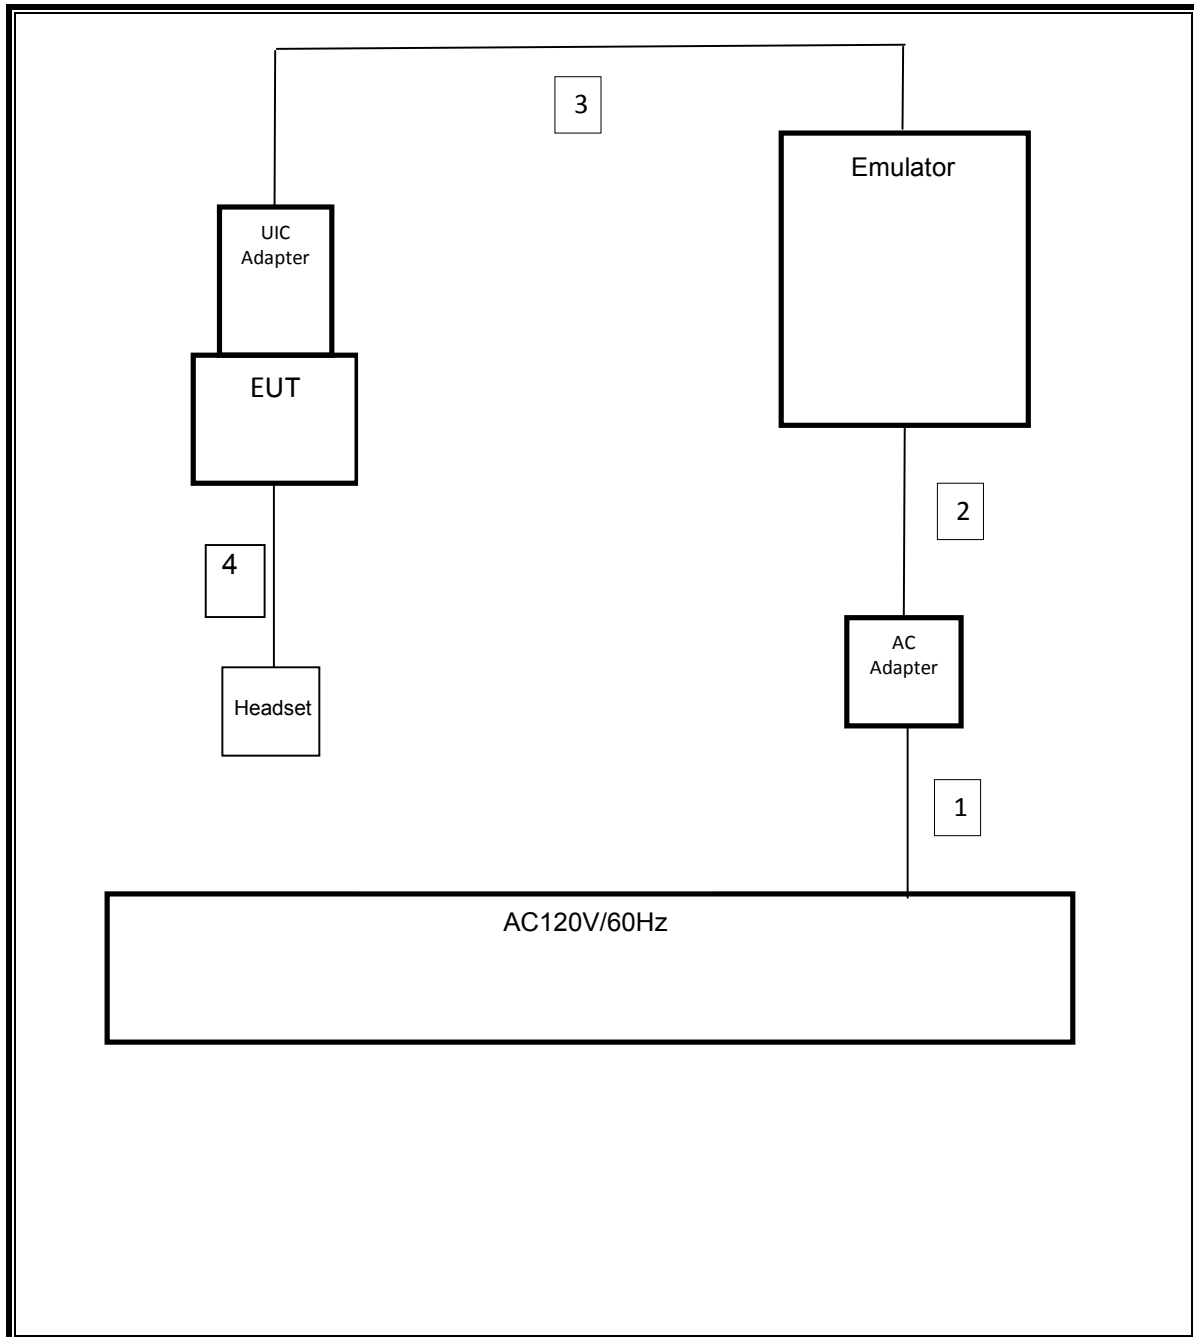 3
Emulator
UIC
Adapter
EUT
2
4
AC
Adapter
Headset
1
AC120V/60Hz